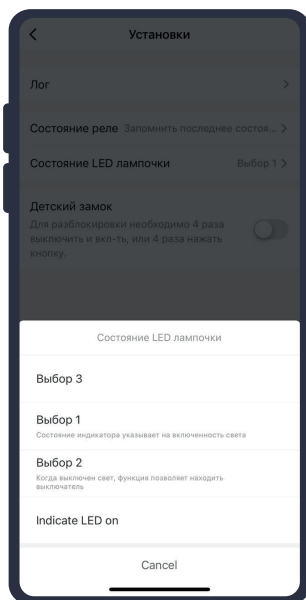 Установки
Лог
Состояние реле Запомнить последнее состоя...
Состояние LED лампочки Выбор 1
Детский замок
Для разблокировки необходимо 4 раза
выключить и вкл-ть, или 4 раза нажать
кнопку.
Состояние LED лампочки
Выбор 3
Выбор 1
Состояние индикатора указывает на включенность света
Выбор 2
Когда выключен свет, функция позволяет находить
выключатель
Indicate LED on
Cancel